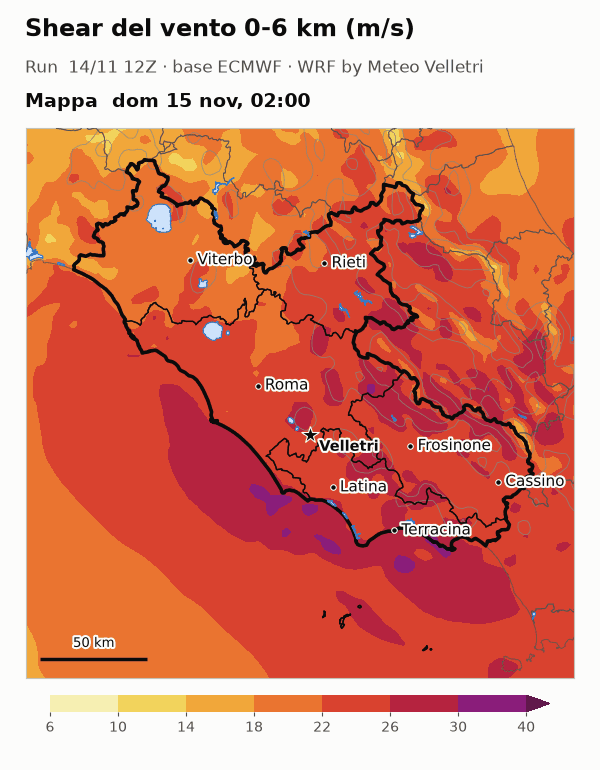 Shear del vento 0-6 km (m/s)
Run  14/11 12Z · base ECMWF · WRF by Meteo Velletri
Mappa  dom 15 nov, 02:00
Viterbo
Rieti
Roma
Velletri
Frosinone
Cassino
Latina
Terracina
50 km
6 10 14 18 22 26 30 40